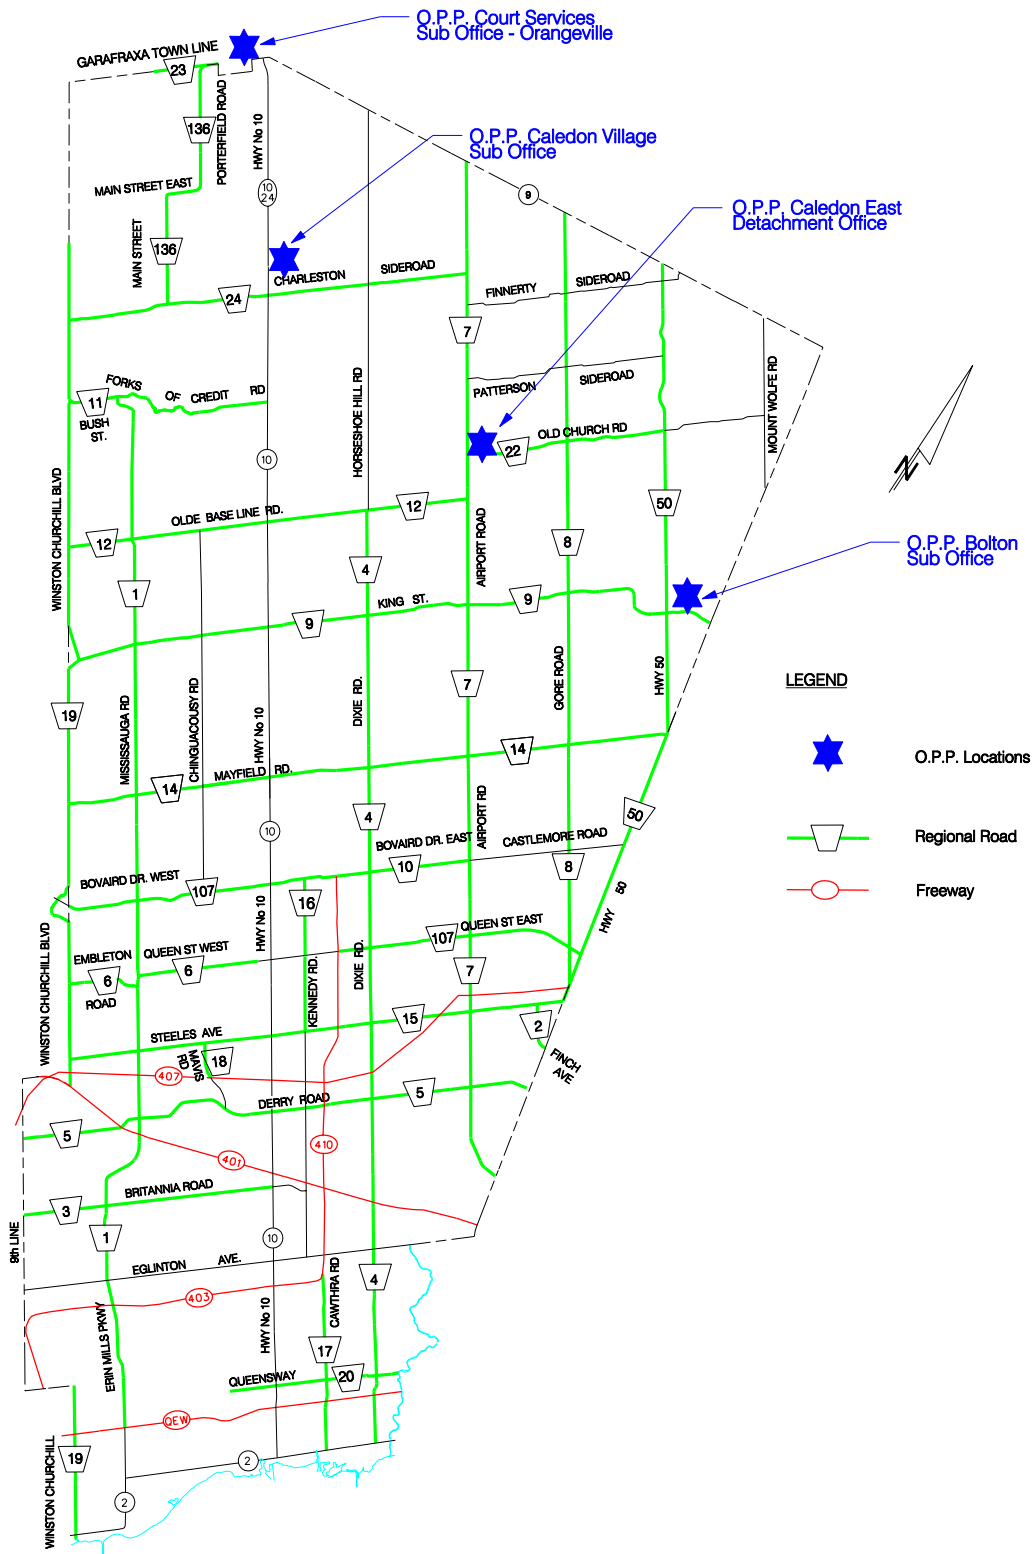 O.P.P. Court Services
Sub Office - Orangeville
GARAFRAXA TOWN LINE
23
PORTERFIELD ROAD
HWY No 10
136
O.P.P. Caledon Village
Sub Office
MAIN STREET EAST
10
24
9
O.P.P. Caledon East
Detachment Office
MAIN STREET
136
CHARLESTON
SIDEROAD
24
FINNERTY
SIDEROAD
7
HORSESHOE HILL RD
MOUNT WOLFE RD
FORKS
OF
CREDIT
RD
11
BUSH
ST.
PATTERSON
SIDEROAD
OLD CHURCH RD
22
10
N
WINSTON CHURCHILL BLVD
12
OLDE BASE LINE RD.
12
50
AIRPORT ROAD
8
O.P.P. Bolton
Sub Office
4
1
KING ST.
9
9
LEGEND
GORE ROAD
HWY 50
7
DIXIE RD.
19
MISSISSAUGA RD
CHINGUACOUSY RD
HWY No 10
O.P.P. Locations
14
MAYFIELD RD.
14
AIRPORT RD
4
50
10
Regional Road
BOVAIRD DR. EAST
CASTLEMORE ROAD
10
8
BOVAIRD DR. WEST
107
16
HWY 50
Freeway
HWY No 10
WINSTON CHURCHILL BLVD
EMBLETON
6
ROAD
QUEEN ST WEST
6
KENNEDY RD.
DIXIE RD.
107
QUEEN ST EAST
7
STEELES AVE
15
2
FINCH
AVE
MAVIS
RD
18
407
DERRY ROAD
5
5
410
401
BRITANNIA ROAD
3
9th LINE
1
10
EGLINTON
AVE.
CAWTHRA RD
4
403
ERIN MILLS PKWY
HWY No 10
17
QUEENSWAY
20
QEW
WINSTON CHURCHILL
19
2
2